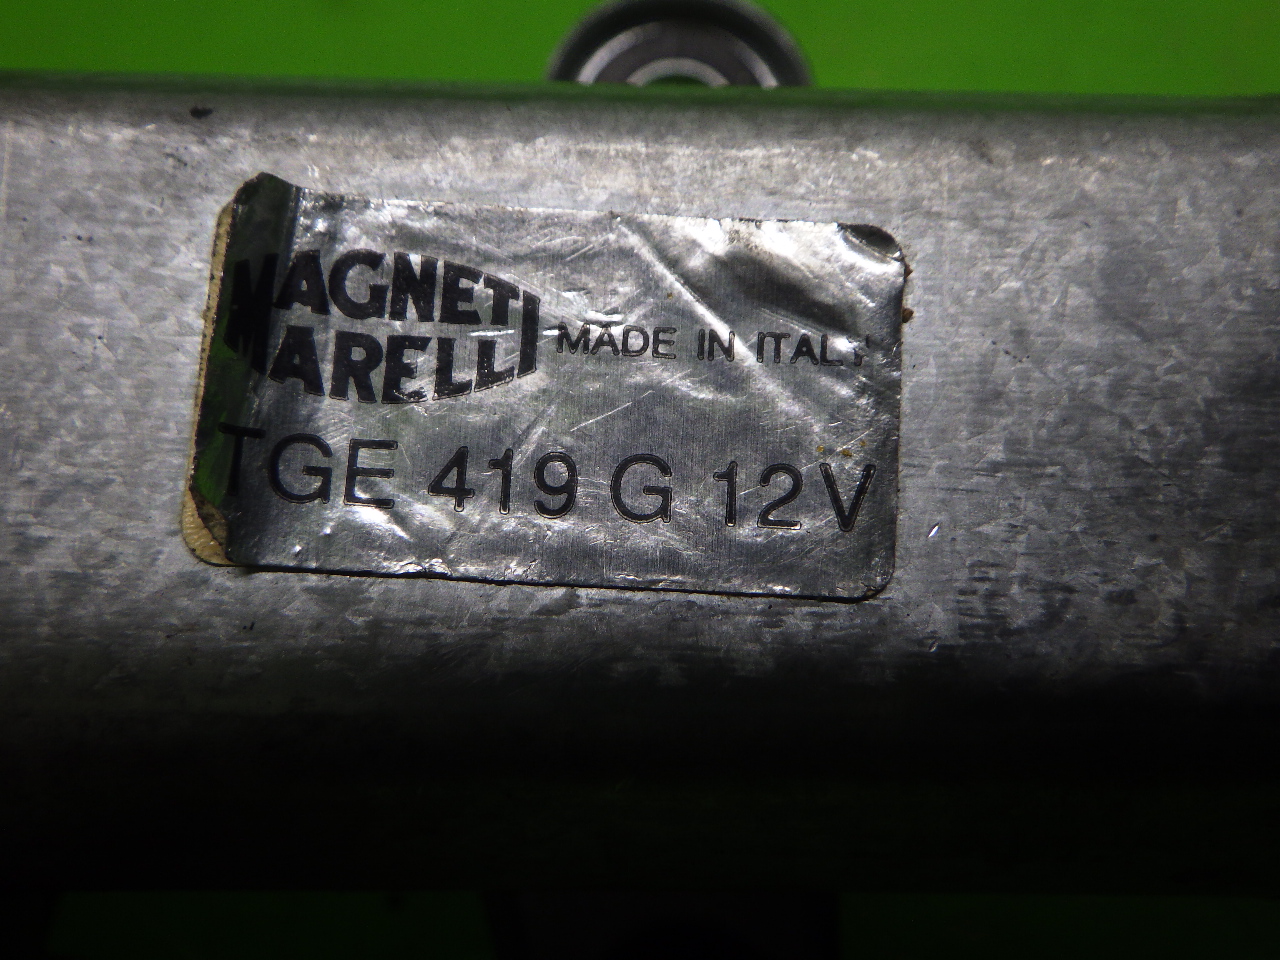 MAGNETI
MARELLI
MADE IN ITALY
TGE 419 G 12V